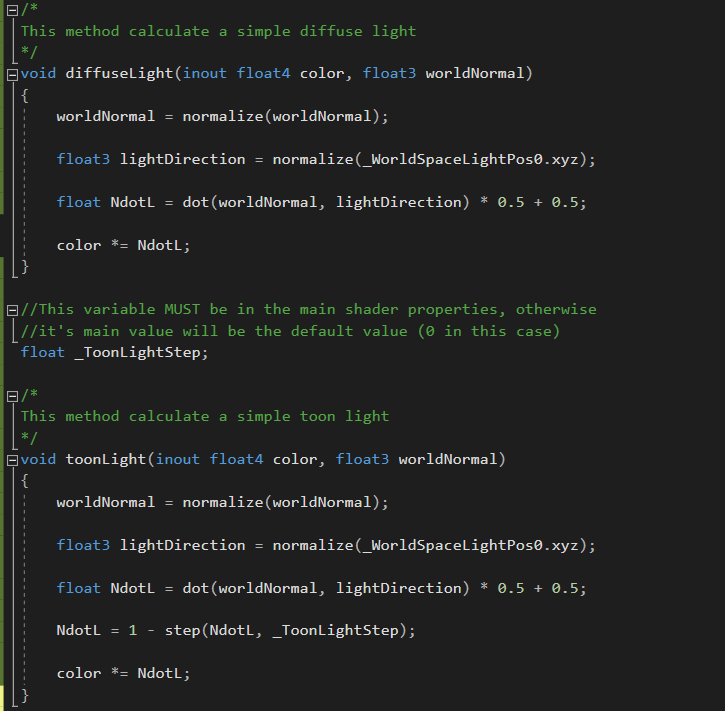 /*
This method calculate a simple diffuse light
*/
void diffuseLight(inout float4 color, float3 worldNormal)
{
worldNormal = normalize(worldNormal);
float3 lightDirection = normalize(_WorldSpaceLightPos0.xyz);
float NdotL = dot(worldNormal, lightDirection) * 0.5 + 0.5;
color *= NdotL;
}
//This variable MUST be in the main shader properties, otherwise
//it's main value will be the default value (0 in this case)
float _ToonLightStep;
/*
This method calculate a simple toon light
*/
void toonLight(inout float4 color, float3 worldNormal)
{
worldNormal = normalize(worldNormal);
float3 lightDirection = normalize(_WorldSpaceLightPos0.xyz);
float NdotL = dot(worldNormal, lightDirection) * 0.5 + 0.5;
NdotL = 1 - step(NdotL, _ToonLightStep);
color *= NdotL;
}